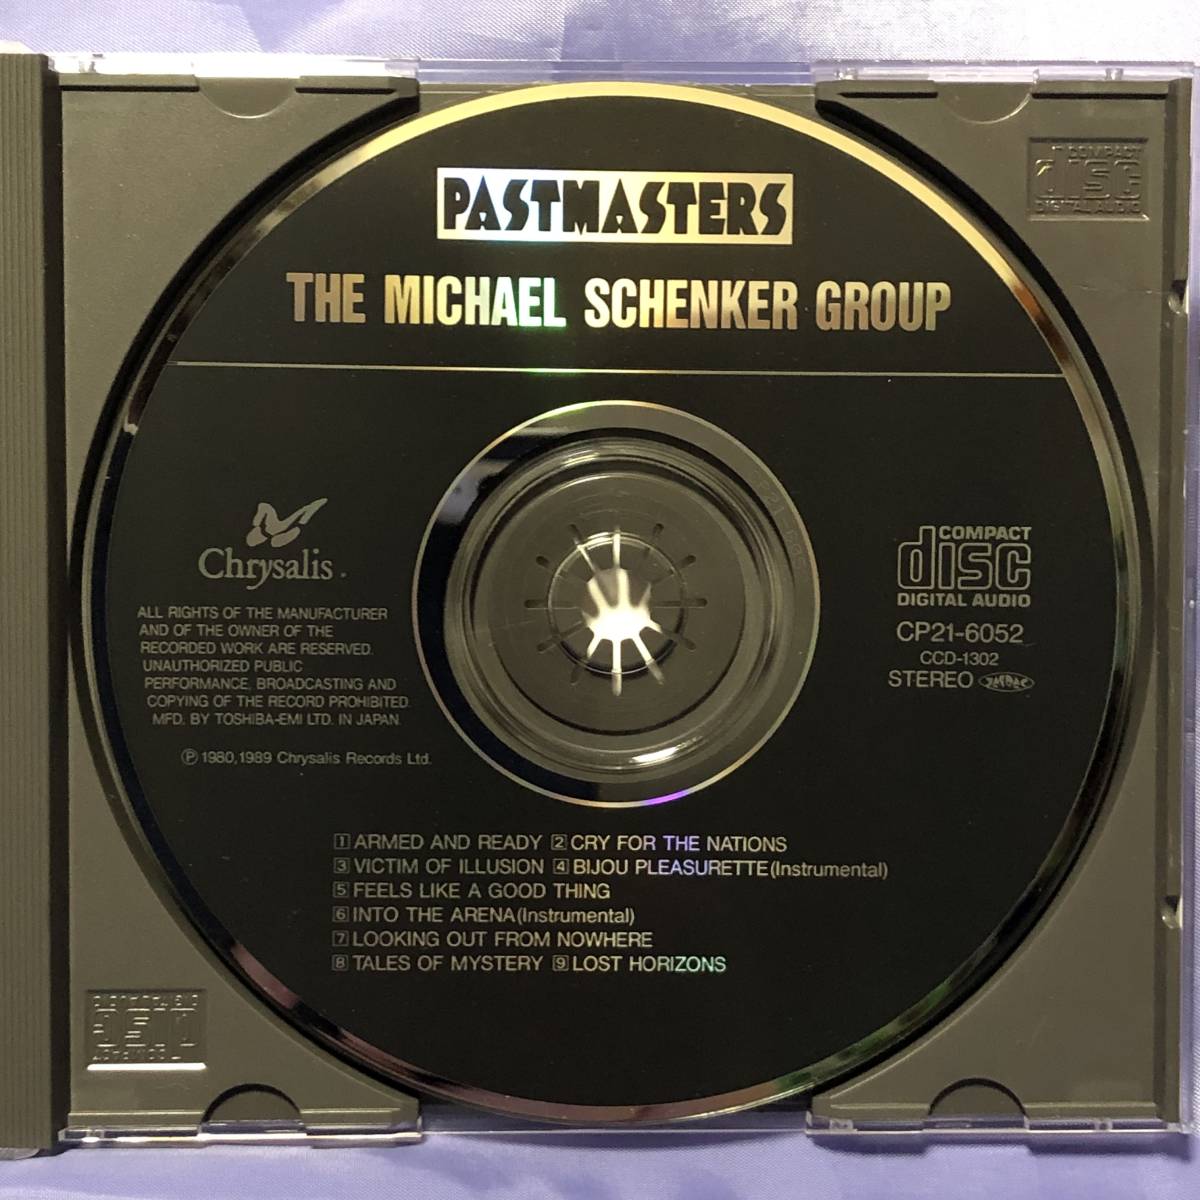 PASTMASTERS
THE MICHAEL SCHENKER GROUP
Chrysalis.
ALL RIGHTS OF THE MANUFACTURER
AND OF THE OWNER OF THE
RECORDED WORK ARE RESERVED.
UNAUTHORIZED PUBLIC
PERFORMANCE, BROADCASTING AND
COPYING OF THE RECORD PROHIBITED.
MFD. BY TOSHIBA-EMI LTD. IN JAPAN.
℗ 1980,1989 Chrysalis Records Ltd.
COMPACT
disc
DIGITAL AUDIO
CP21-6052
CCD-1302
STEREO
1 ARMED AND READY 2 CRY FOR THE NATIONS
3 VICTIM OF ILLUSION 4 BIJOU PLEASURETTE(Instrumental)
5 FEELS LIKE A GOOD THING
6 INTO THE ARENA(Instrumental)
7 LOOKING OUT FROM NOWHERE
8 TALES OF MYSTERY 9 LOST HORIZONS
COMPACT
disc
DIGITAL AUDIO
COMPACT
disc
DIGITAL AUDIO